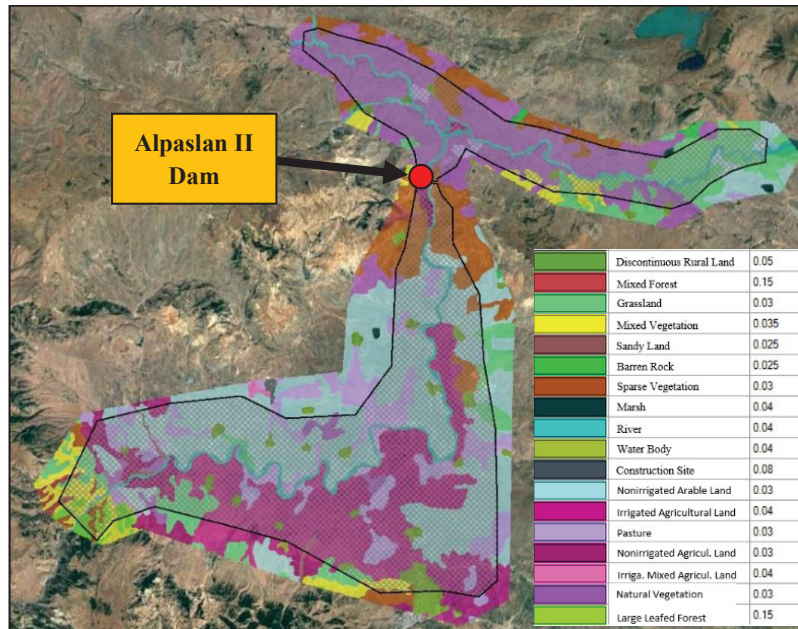 Alpaslan II
Dam
Discontinuous Rural Land 0.05
Mixed Forest 0.15
Grassland 0.03
Mixed Vegetation 0.035
Sandy Land 0.025
Barren Rock 0.025
Sparse Vegetation 0.03
Marsh 0.04
River 0.04
Water Body 0.04
Construction Site 0.08
Nonirrigated Arable Land 0.03
Irrigated Agricultural Land 0.04
Pasture 0.03
Nonirrigated Agricul. Land 0.03
Irriga. Mixed Agricul. Land 0.04
Natural Vegetation 0.03
Large Leafed Forest 0.15